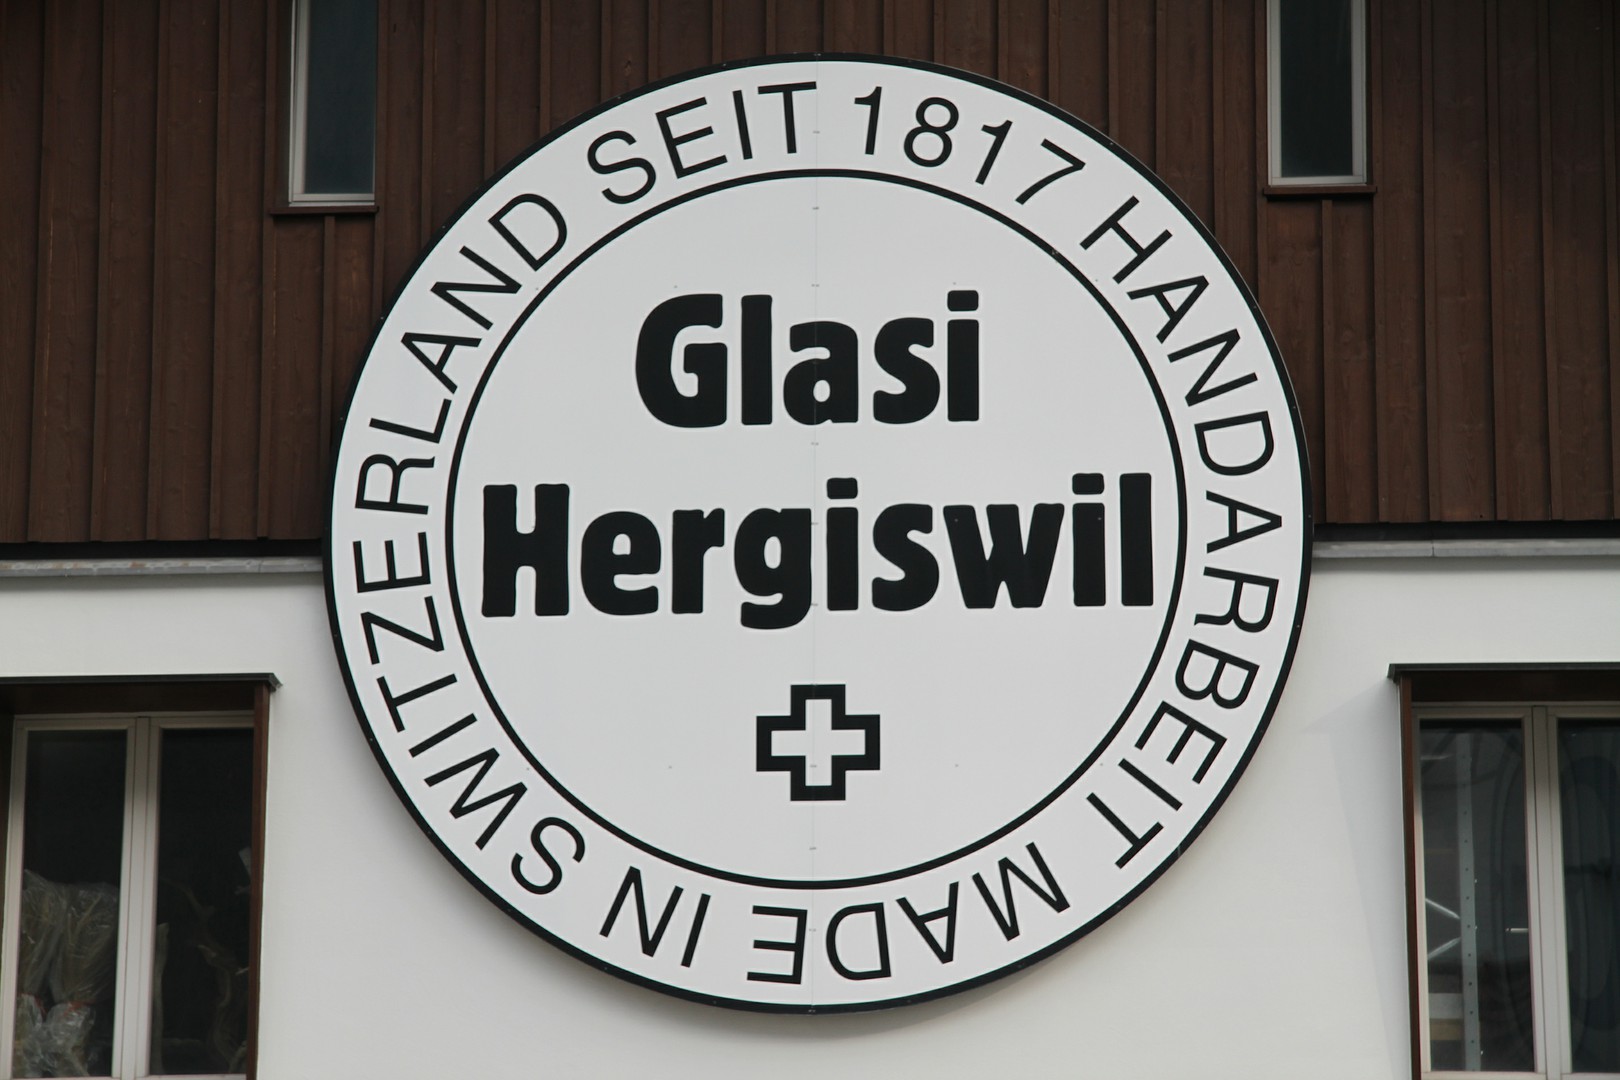 SEIT 1817 HANDARBEIT MADE IN SWITZERLAND
Glasi
Hergiswil